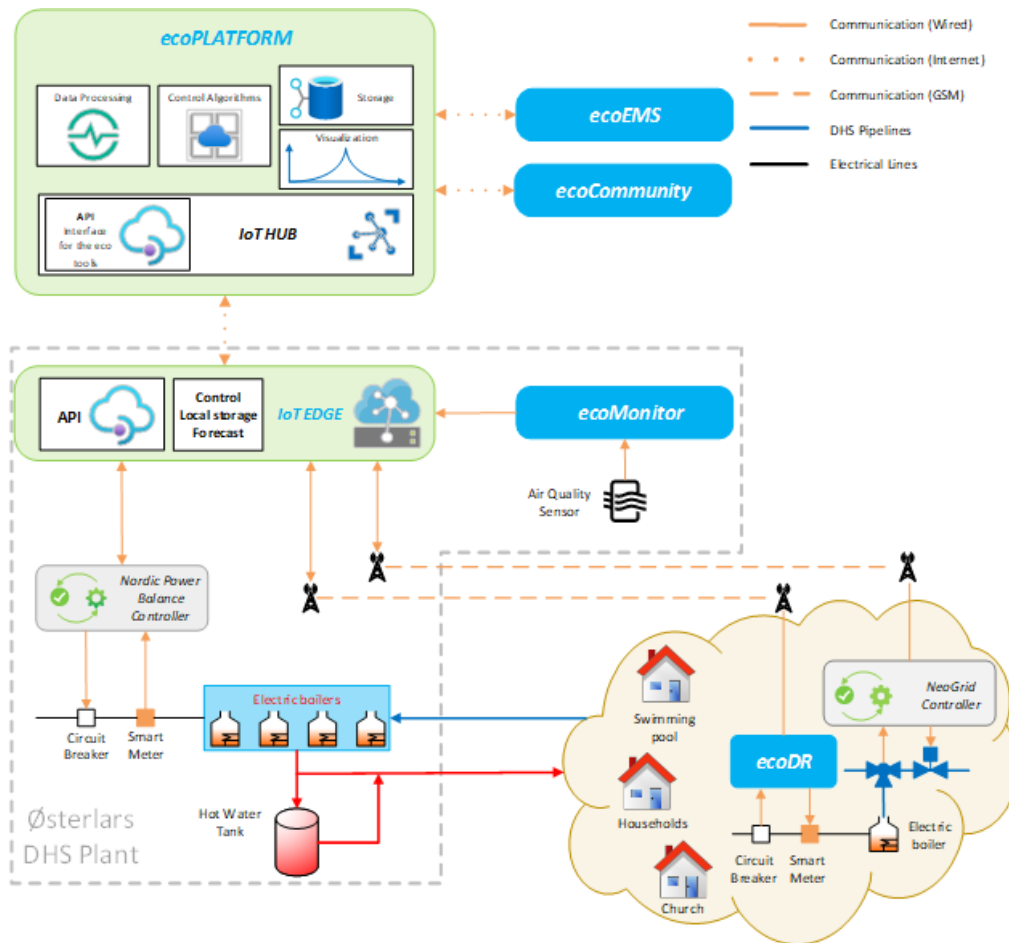 ecoPLATFORM
Data Processing
Control Algorithms
Storage
Visualization
API
Interface
for the eco
tools
IoT HUB
ecoEMS
ecoCommunity
Communication (Wired)
Communication (Internet)
Communication (GSM)
DHS Pipelines
Electrical Lines
API
Control
Local storage
Forecast
IoT EDGE
ecoMonitor
Air Quality
Sensor
Nordic Power
Balance
Controller
Electric boilers
Circuit
Breaker
Smart
Meter
Hot Water
Tank
Østerlars
DHS Plant
Swimming
pool
Households
Church
NeoGrid
Controller
ecoDR
Circuit
Breaker
Smart
Meter
Electric
boiler